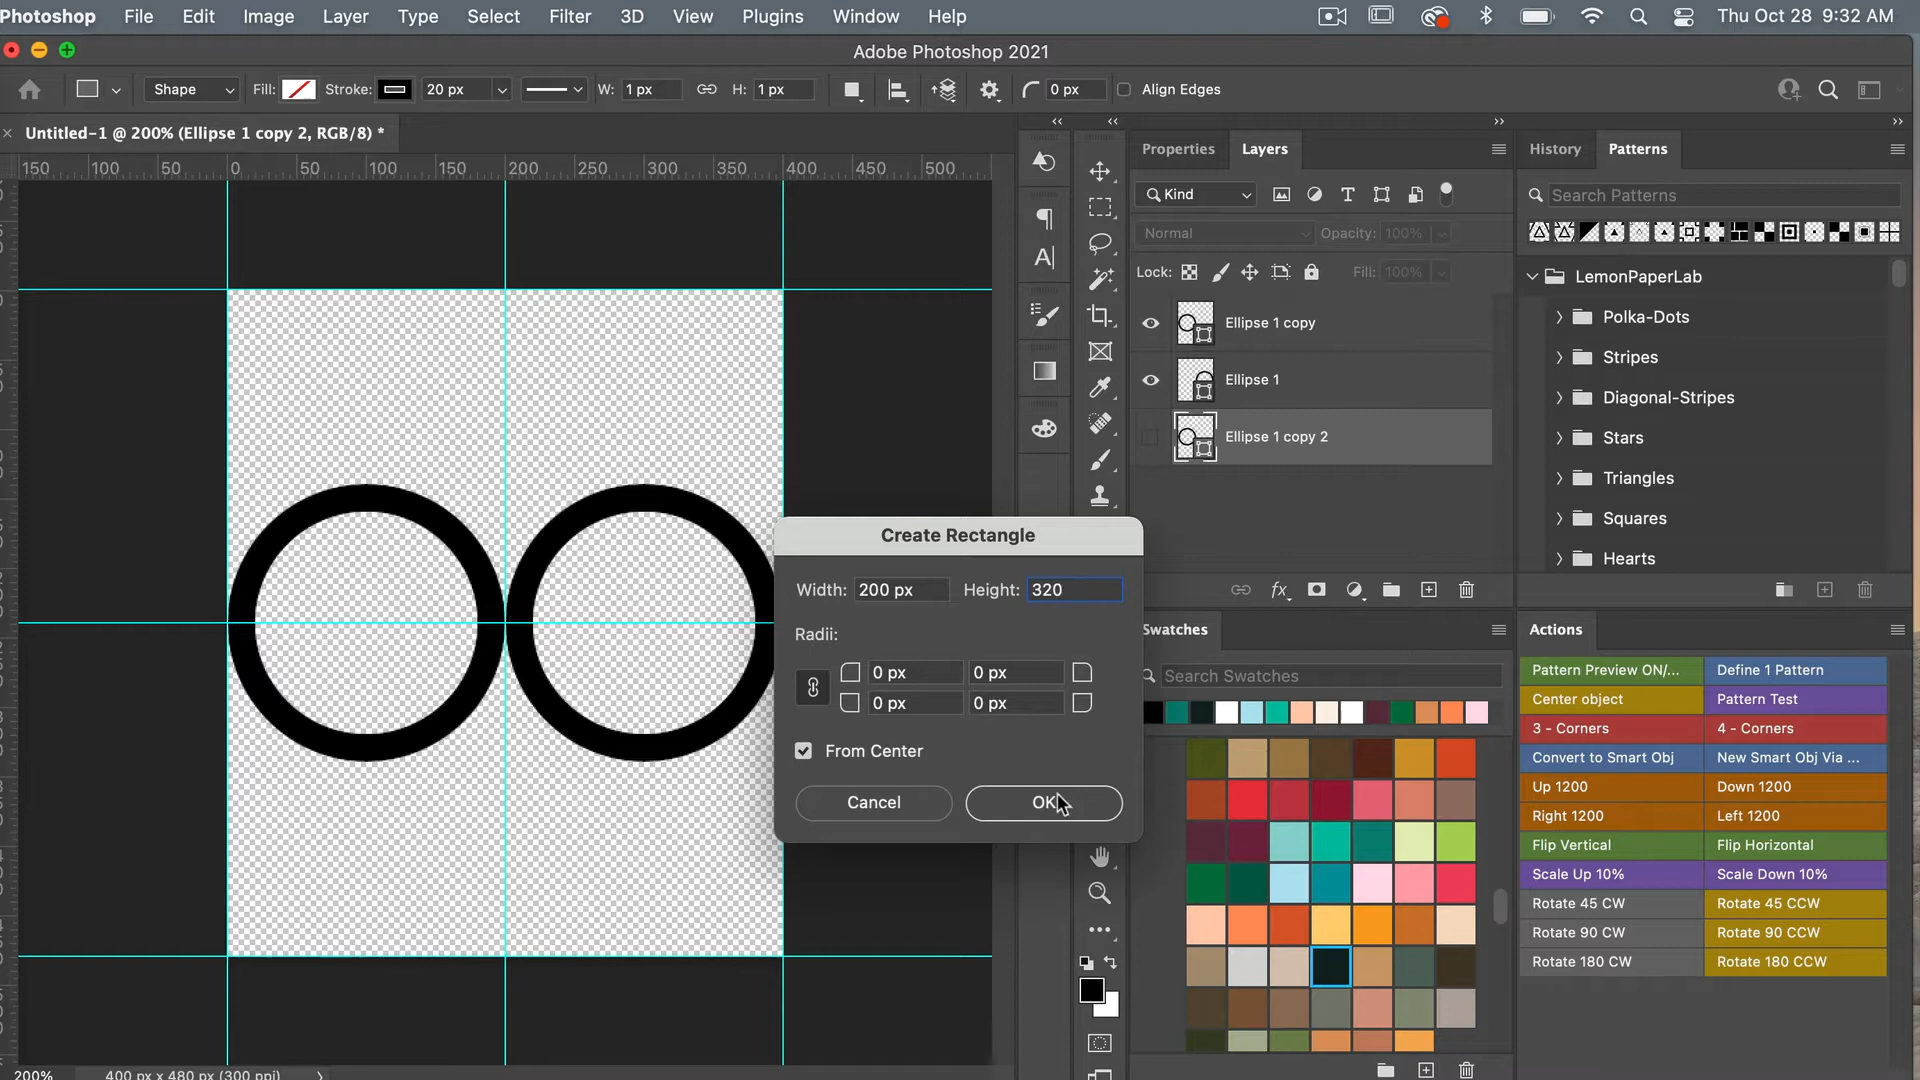 Photoshop File Edit Image Layer Type Select Filter 3D View Plugins Window Help Thu Oct 28 9:32 AM
Adobe Photoshop 2021
Shape Fill: Stroke: 20 px W: 1 px H: 1 px 0 px Align Edges
Untitled-1 @ 200% (Ellipse 1 copy 2, RGB/8) *
150 100 50 0 50 100 150 200 250 300 350 400 450 500
Properties Layers
Kind
Normal Opacity: 100%
Lock: Fill: 100%
Ellipse 1 copy
Ellipse 1
Ellipse 1 copy 2
History Patterns
Search Patterns
LemonPaperLab
Polka-Dots
Stripes
Diagonal-Stripes
Stars
Triangles
Squares
Hearts
Create Rectangle
Width: 200 px Height: 320
Radii:
0 px 0 px
0 px 0 px
From Center
Cancel OK
Swatches
Search Swatches
Actions
Pattern Preview ON/... Define 1 Pattern
Center object Pattern Test
3 - Corners 4 - Corners
Convert to Smart Obj New Smart Obj Via ...
Up 1200 Down 1200
Right 1200 Left 1200
Flip Vertical Flip Horizontal
Scale Up 10% Scale Down 10%
Rotate 45 CW Rotate 45 CCW
Rotate 90 CW Rotate 90 CCW
Rotate 180 CW Rotate 180 CCW
200% 400 px x 480 px (300 ppi)